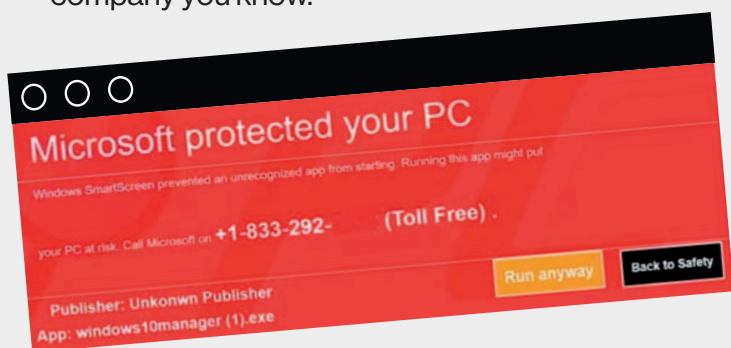 company you know.
Microsoft protected your PC
Windows SmartScreen prevented an unrecognized app from starting. Running this app might put
your PC at risk. Call Microsoft on +1-833-292- (Toll Free) .
Publisher: Unkonwn Publisher
App: windows10manager (1).exe
Run anyway
Back to Safety